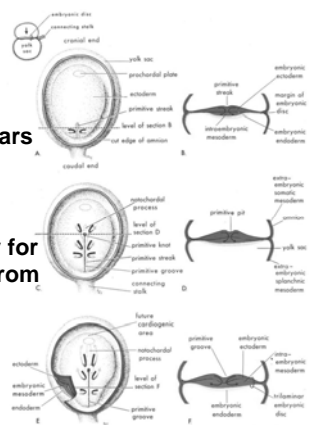 embryonic disc
connecting stalk
yolk
sac
cranial end
yolk sac
prochordal plate
ectoderm
primitive streak
level of section B
cut edge of amnion
A.
caudal end
primitive
streak
embryonic
ectoderm
margin of
embryonic
disc
intraembryonic
mesoderm
embryonic
endoderm
B.
ars
notochordal
process
level of
section D
primitive knot
primitive streak
primitive groove
connecting
stalk
C.
for
rom
primitive pit
extra-
embryonic
somatic
mesoderm
amnion
yolk sac
extra-
embryonic
splanchnic
mesoderm
D.
future
cardiogenic
area
notochordal
process
ectoderm
embryonic
mesoderm
endoderm
level of
section F
primitive
groove
E.
primitive
groove
embryonic
ectoderm
intra-
embryonic
mesoderm
embryonic
endoderm
trilaminar
embryonic
disc
F.